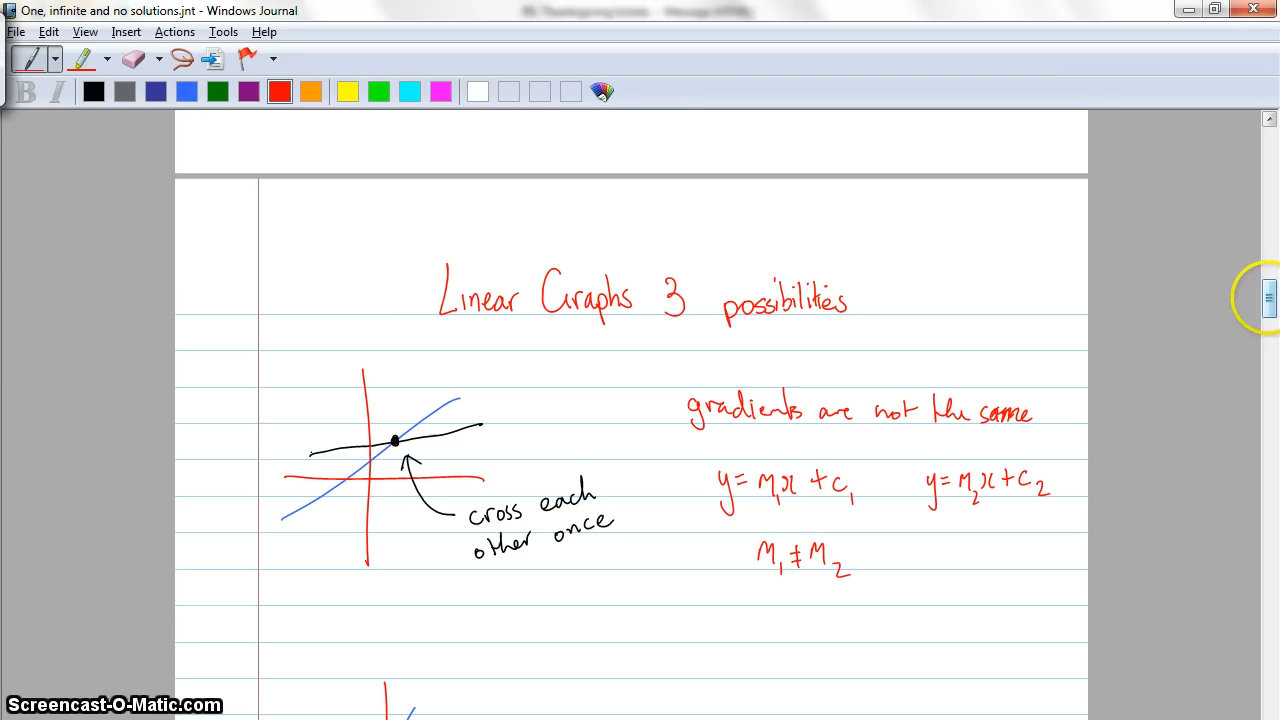 One, infinite and no solutions.jnt - Windows Journal
File Edit View Insert Actions Tools Help
B I
Linear Graphs 3 possibilities
gradients are not the same
y = m₁x + c₁ y = m₂x + c₂
cross each
other once
M₁ ≠ M₂
Screencast-O-Matic.com